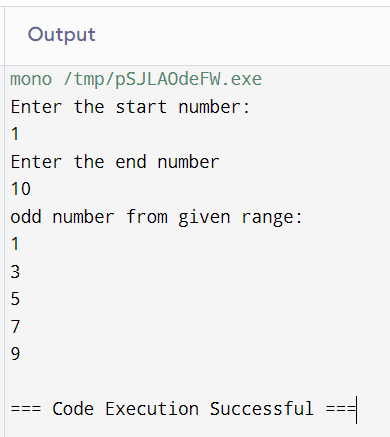 Output
mono /tmp/pSJLAOdeFW.exe
Enter the start number:
1
Enter the end number
10
odd number from given range:
1
3
5
7
9
=== Code Execution Successful ===